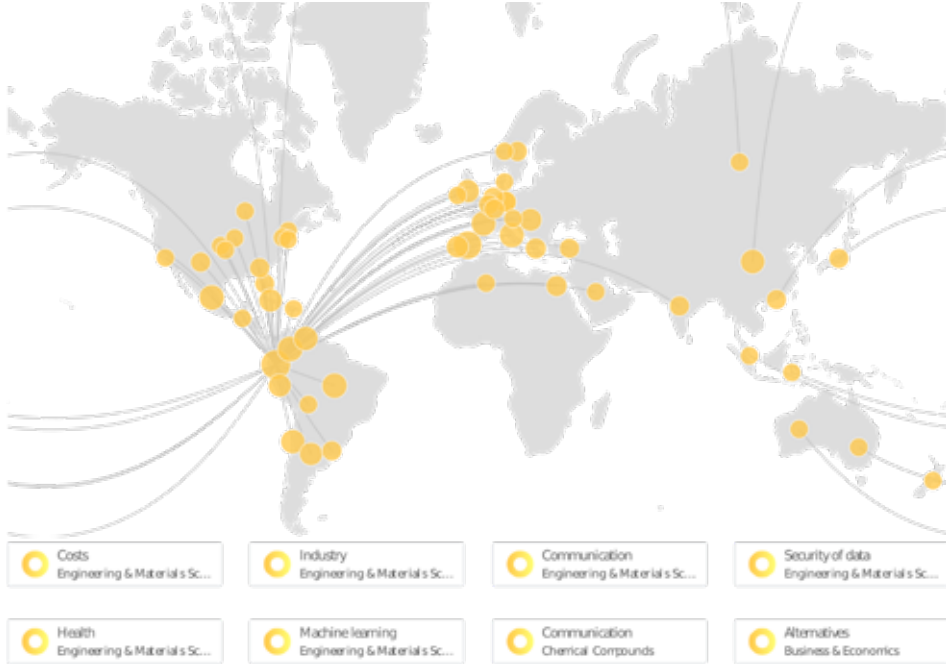 Costs
Engineering & Materials Sc...
Industry
Engineering & Materials Sc...
Communication
Engineering & Materials Sc...
Security of data
Engineering & Materials Sc...
Health
Engineering & Materials Sc...
Machine learning
Engineering & Materials Sc...
Communication
Chemical Compounds
Alternatives
Business & Economics